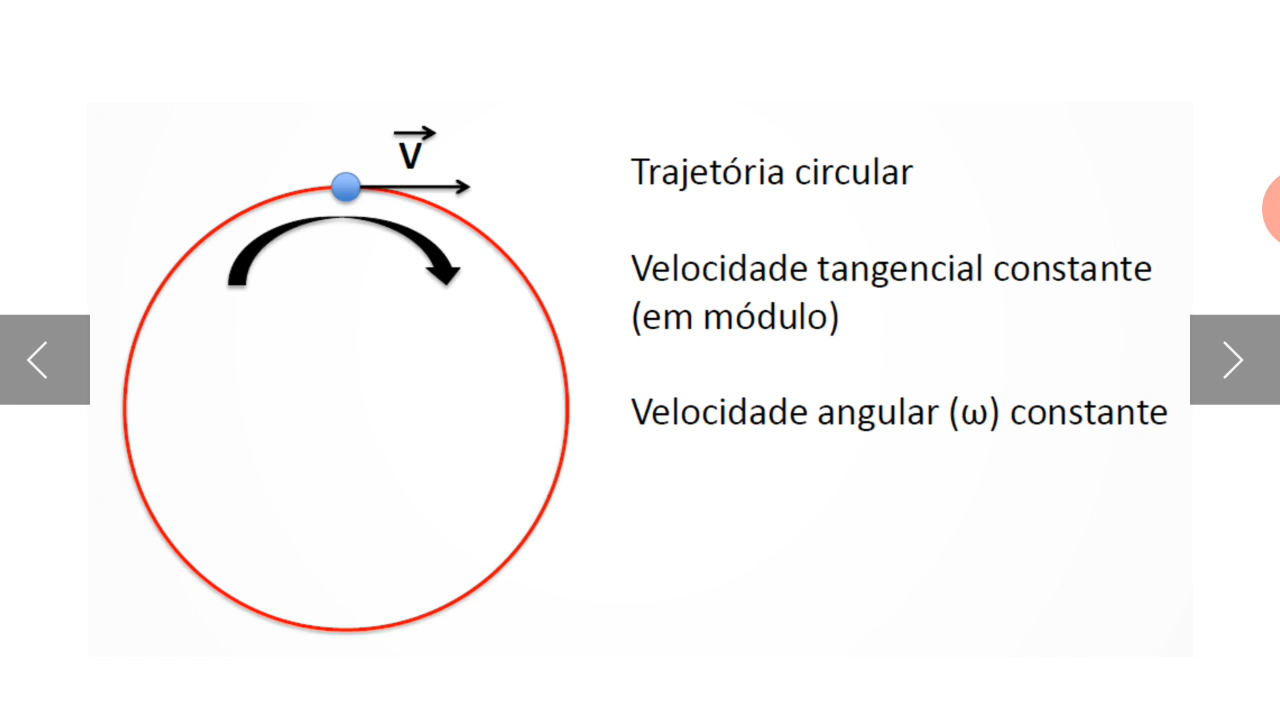 V
Trajetória circular
Velocidade tangencial constante
(em módulo)
Velocidade angular (ω) constante